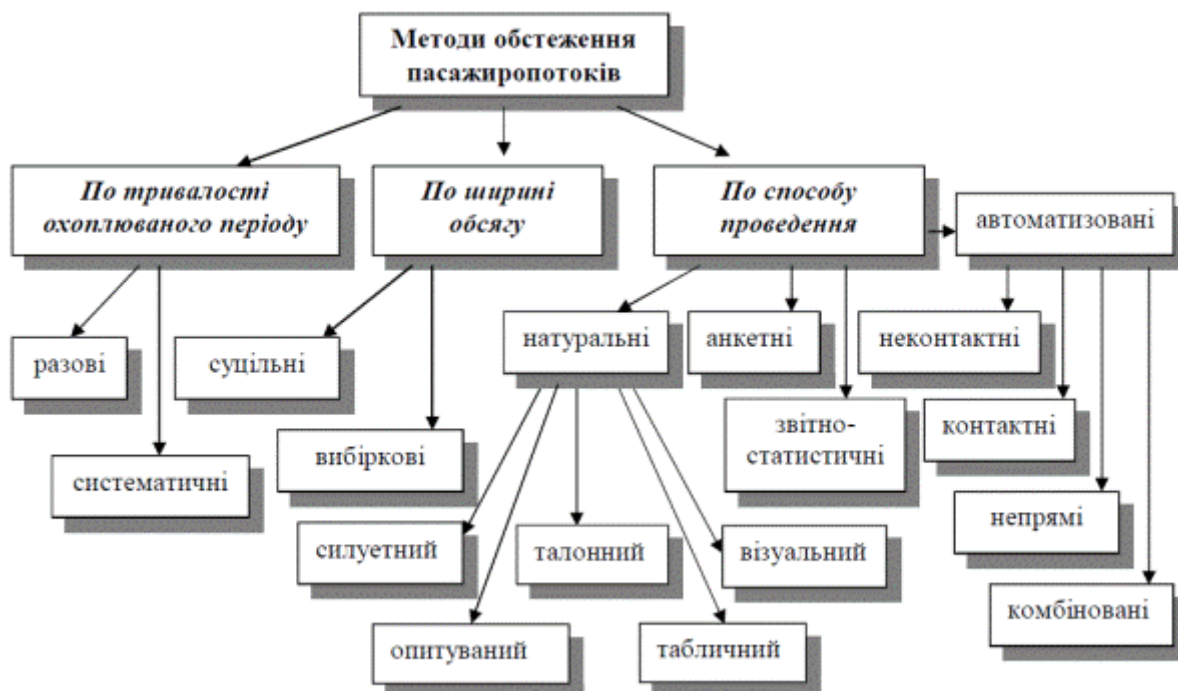 Методи обстеження
пасажиропотоків
По тривалості
охоплюваного періоду
По ширині
обсягу
По способу
проведення
автоматизовані
разові
суцільні
натуральні
анкетні
неконтактні
систематичні
вибіркові
звітно-
статистичні
контактні
силуетний
талонний
візуальний
непрямі
опитуваний
табличний
комбіновані